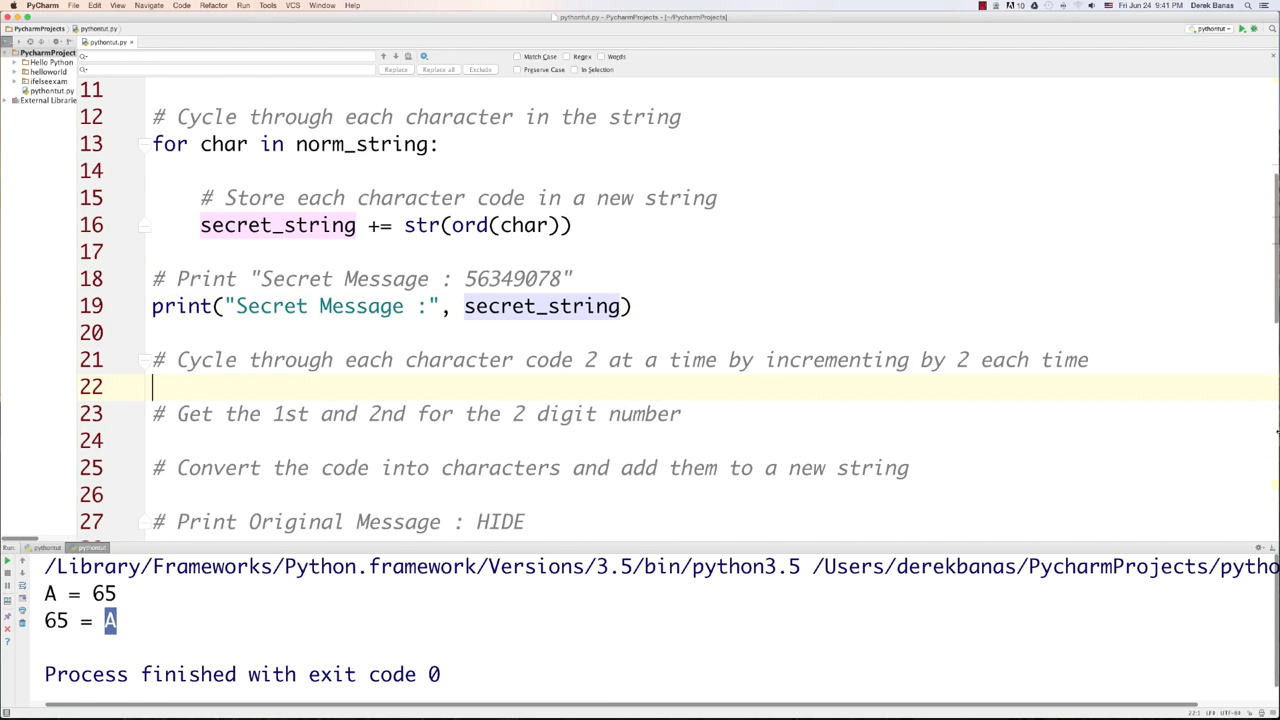 PyCharm File Edit View Navigate Code Refactor Run Tools VCS Window Help Fri Jun 24 9:41 PM Derek Banas
pythontut.py - PycharmProjects - [~/PycharmProjects]
PycharmProjects pythontut.py pythontut
pythontut.py
PycharmProject
Hello Python
helloworld
ifelseexam
pythontut.py
External Librarie
Match Case Regex Words
Replace Replace all Exclude Preserve Case In Selection
11
12 # Cycle through each character in the string
13 for char in norm_string:
14
15 # Store each character code in a new string
16 secret_string += str(ord(char))
17
18 # Print "Secret Message : 56349078"
19 print("Secret Message :", secret_string)
20
21 # Cycle through each character code 2 at a time by incrementing by 2 each time
22
23 # Get the 1st and 2nd for the 2 digit number
24
25 # Convert the code into characters and add them to a new string
26
27 # Print Original Message : HIDE
Run: pythontut pythontut
/Library/Frameworks/Python.framework/Versions/3.5/bin/python3.5 /Users/derekbanas/PycharmProjects/pytho
A = 65
65 = A
Process finished with exit code 0
22:1 LF÷ UTF-8÷